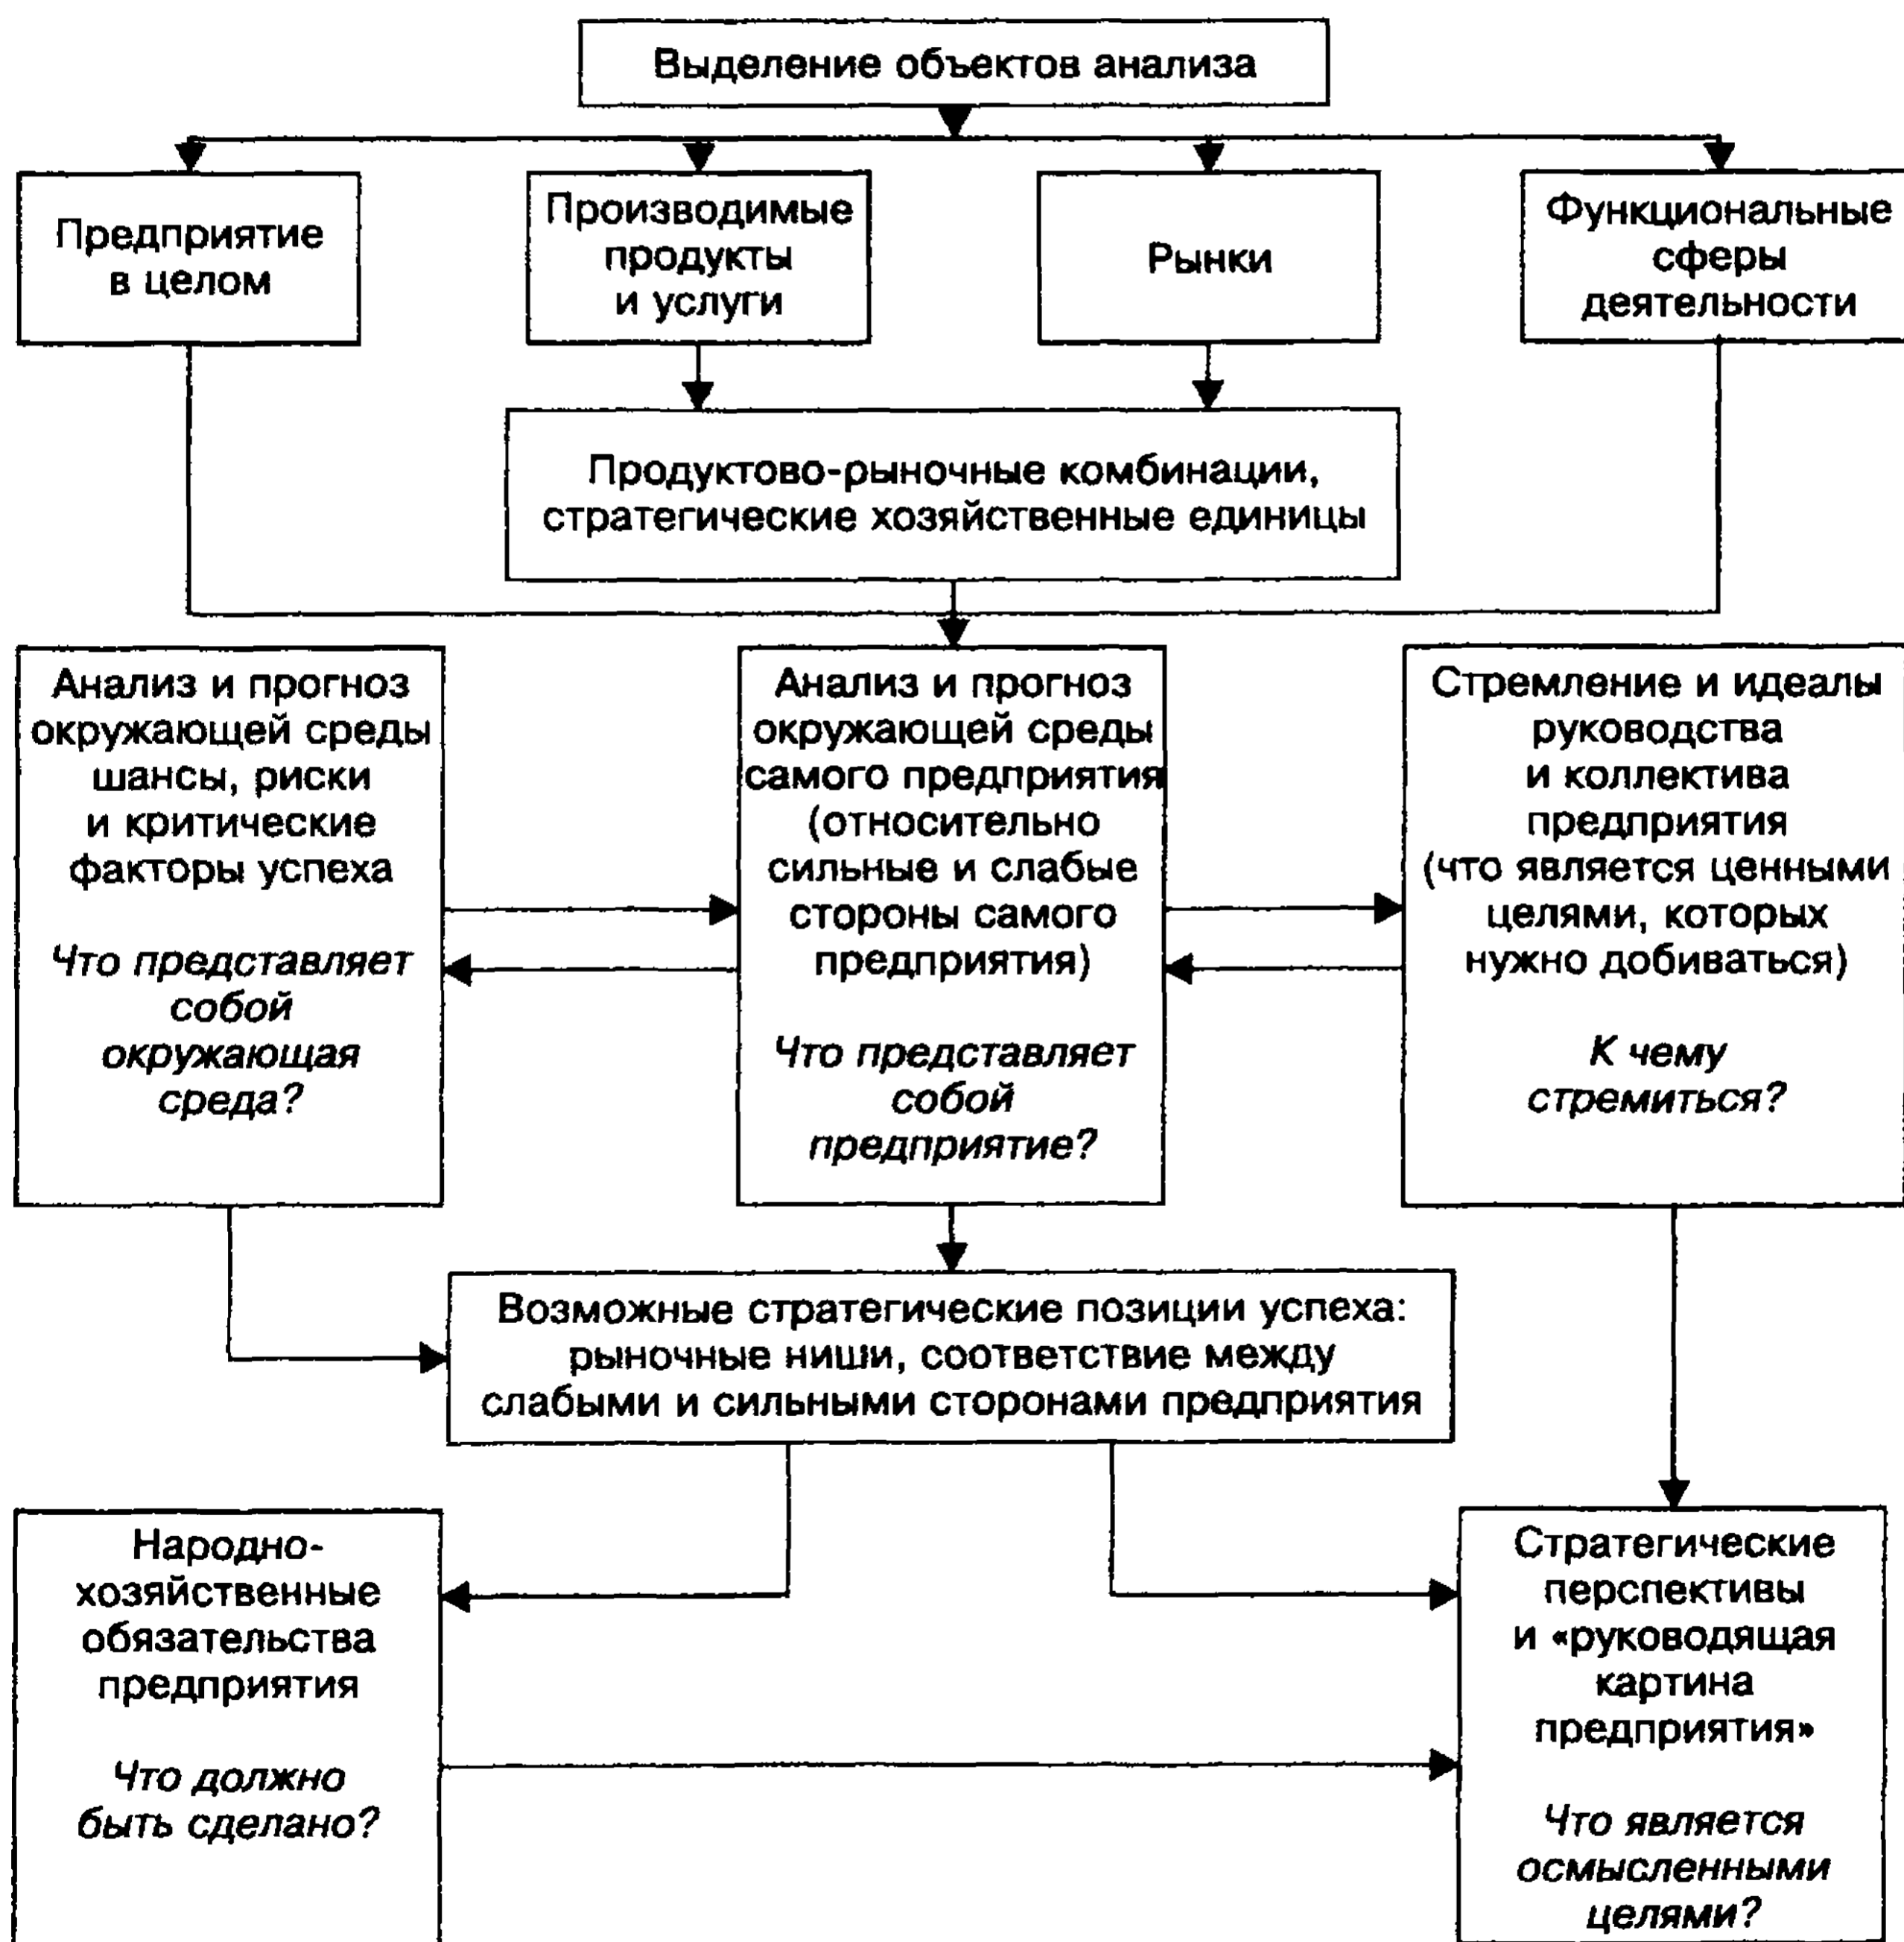 Выделение объектов анализа
Предприятие
в целом
Производимые
продукты
и услуги
Рынки
Функциональные
сферы
деятельности
Продуктово-рыночные комбинации,
стратегические хозяйственные единицы
Анализ и прогноз
окружающей среды
шансы, риски
и критические
факторы успеха
Что представляет
собой
окружающая
среда?
Анализ и прогноз
окружающей среды
самого предприятия
(относительно
сильные и слабые
стороны самого
предприятия)
Что представляет
собой
предприятие?
Стремление и идеалы
руководства
и коллектива
предприятия
(что является ценными
целями, которых
нужно добиваться)
К чему
стремиться?
Возможные стратегические позиции успеха:
рыночные ниши, соответствие между
слабыми и сильными сторонами предприятия
Народно-
хозяйственные
обязательства
предприятия
Что должно
быть сделано?
Стратегические
перспективы
и «руководящая
картина
предприятия»
Что является
осмысленными
целями?